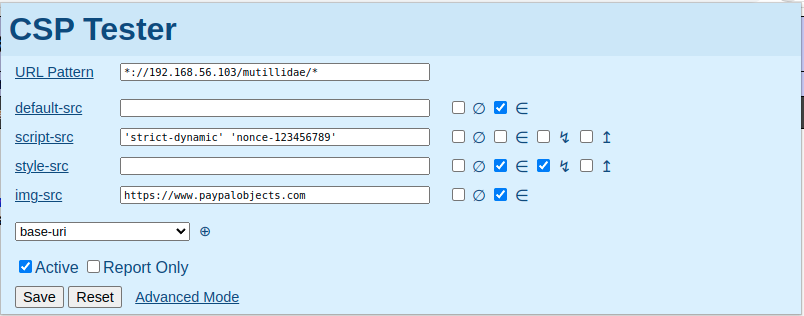 CSP Tester
URL Pattern *://192.168.56.103/mutillidae/*
default-src ∅ ∈
script-src 'strict-dynamic' 'nonce-123456789' ∅ ∈ ↯ ↥
style-src ∅ ∈ ↯ ↥
img-src https://www.paypalobjects.com ∅ ∈
base-uri ⊕
Active Report Only
Save Reset Advanced Mode